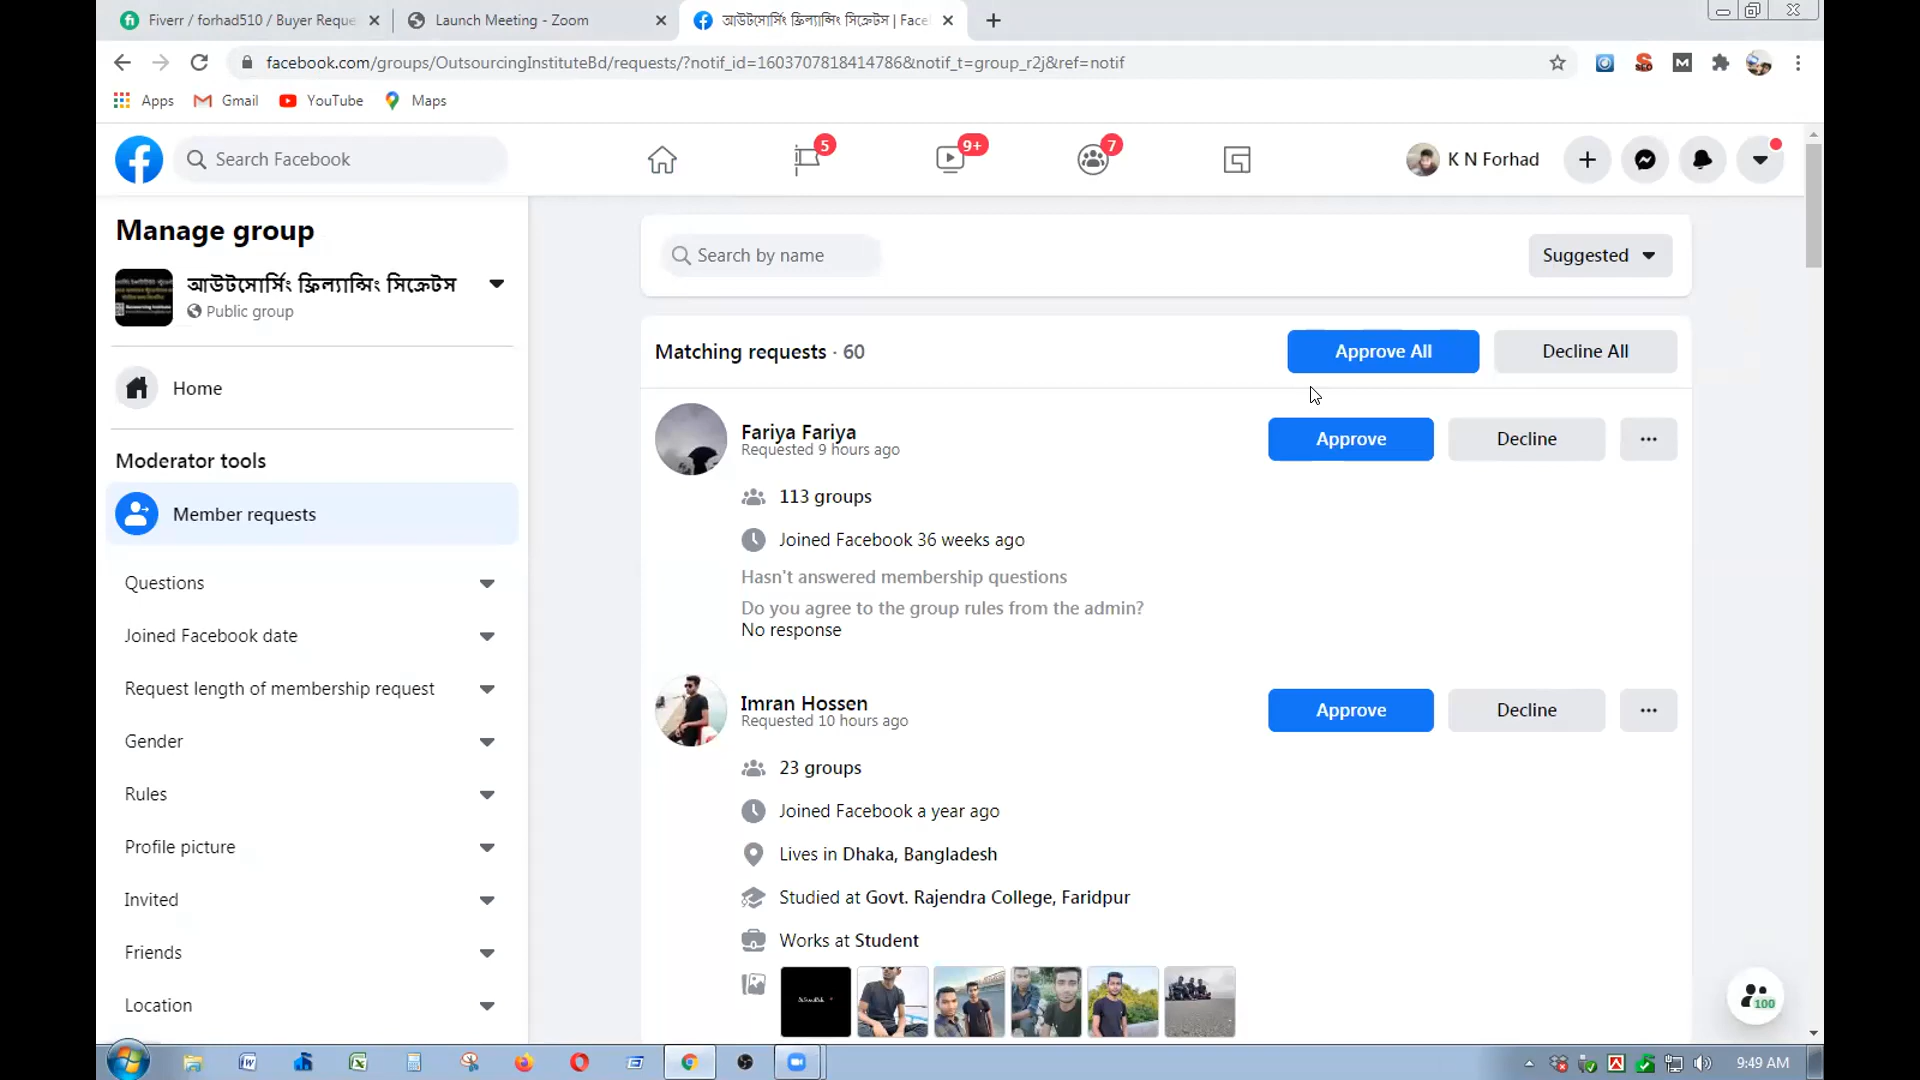 Fiverr / forhad510 / Buyer Reque
Launch Meeting - Zoom
আউটসোর্সিং ফ্রিল্যান্সিং সিক্রেটস | Face
facebook.com/groups/OutsourcingInstituteBd/requests/?notif_id=1603707818414786&notif_t=group_r2j&ref=notif
Apps
Gmail
YouTube
Maps
Search Facebook
5
9+
7
K N Forhad
Manage group
আউটসোর্সিং ফ্রিল্যান্সিং সিক্রেটস
Public group
Home
Moderator tools
Member requests
Questions
Joined Facebook date
Request length of membership request
Gender
Rules
Profile picture
Invited
Friends
Location
Search by name
Suggested
Matching requests · 60
Approve All
Decline All
Fariya Fariya
Requested 9 hours ago
Approve
Decline
113 groups
Joined Facebook 36 weeks ago
Hasn't answered membership questions
Do you agree to the group rules from the admin?
No response
Imran Hossen
Requested 10 hours ago
Approve
Decline
23 groups
Joined Facebook a year ago
Lives in Dhaka, Bangladesh
Studied at Govt. Rajendra College, Faridpur
Works at Student
100
9:49 AM